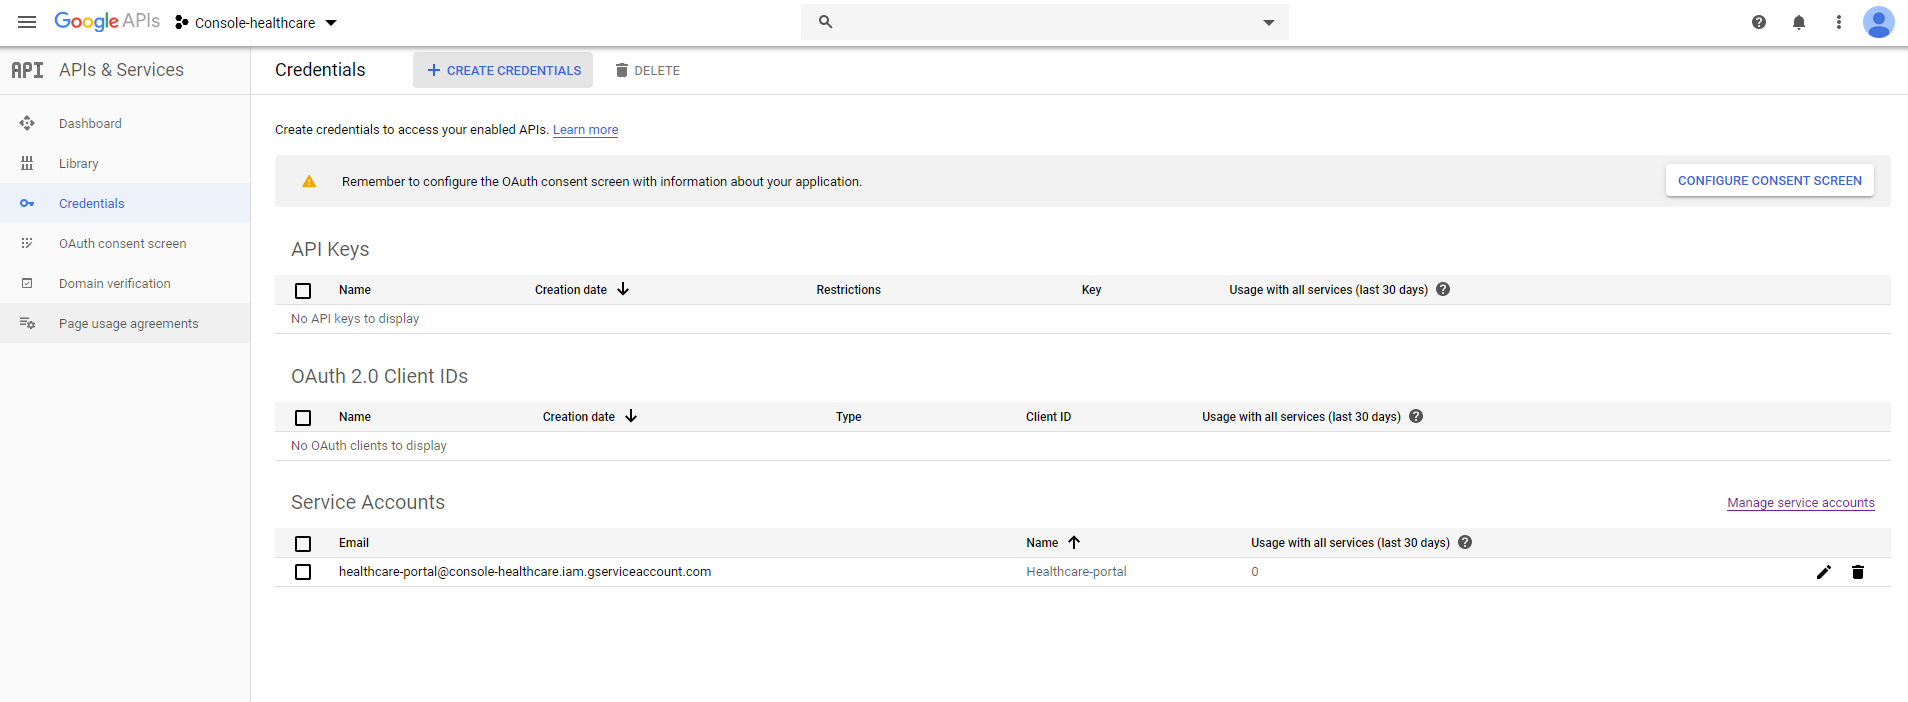 Google APIs
Console-healthcare
API APIs & Services
Credentials
CREATE CREDENTIALS
DELETE
Dashboard
Library
Credentials
OAuth consent screen
Domain verification
Page usage agreements
Create credentials to access your enabled APIs. Learn more
Remember to configure the OAuth consent screen with information about your application.
CONFIGURE CONSENT SCREEN
API Keys
Name Creation date Restrictions Key Usage with all services (last 30 days)
No API keys to display
OAuth 2.0 Client IDs
Name Creation date Type Client ID Usage with all services (last 30 days)
No OAuth clients to display
Service Accounts
Manage service accounts
Email Name Usage with all services (last 30 days)
healthcare-portal@console-healthcare.iam.gserviceaccount.com Healthcare-portal 0